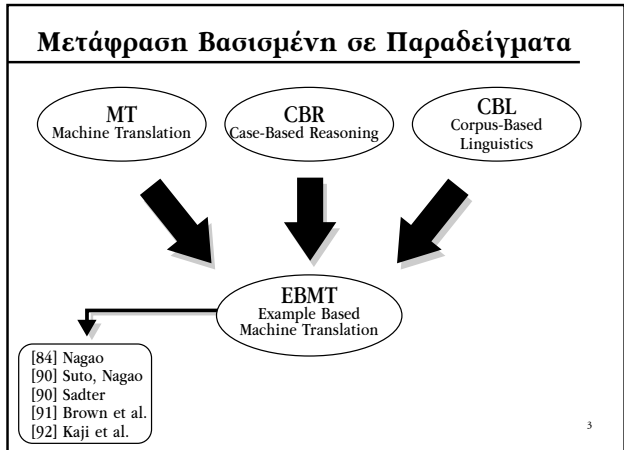 Μετάφραση Βασισμένη σε Παραδείγματα
MT
Machine Translation
CBR
Case-Based Reasoning
CBL
Corpus-Based
Linguistics
EBMT
Example Based
Machine Translation
[84] Nagao
[90] Suto, Nagao
[90] Sadter
[91] Brown et al.
[92] Kaji et al.
3